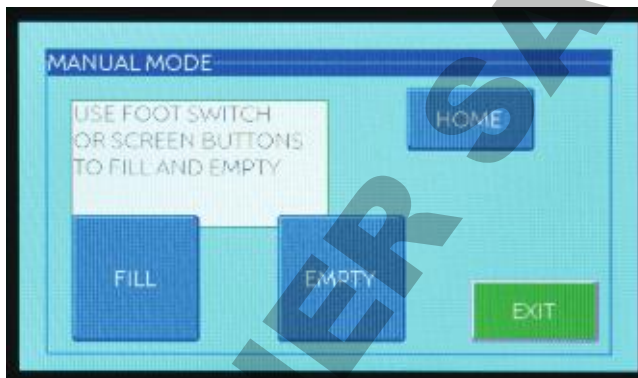 MANUAL MODE
USE FOOT SWITCH
OR SCREEN BUTTONS
TO FILL AND EMPTY
HOME
FILL
EMPTY
EXIT